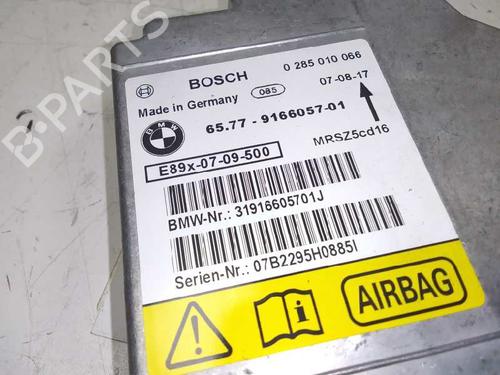 B-PARTS
BOSCH 0 285 010 066
Made in Germany 085 07-08-17
BMW 65.77 - 9166057-01
MRSZ5cd16
E89x-07-09-500
BMW-Nr.: 31916605701J
Serien-Nr.: 07B2295H0885I
AIRBAG